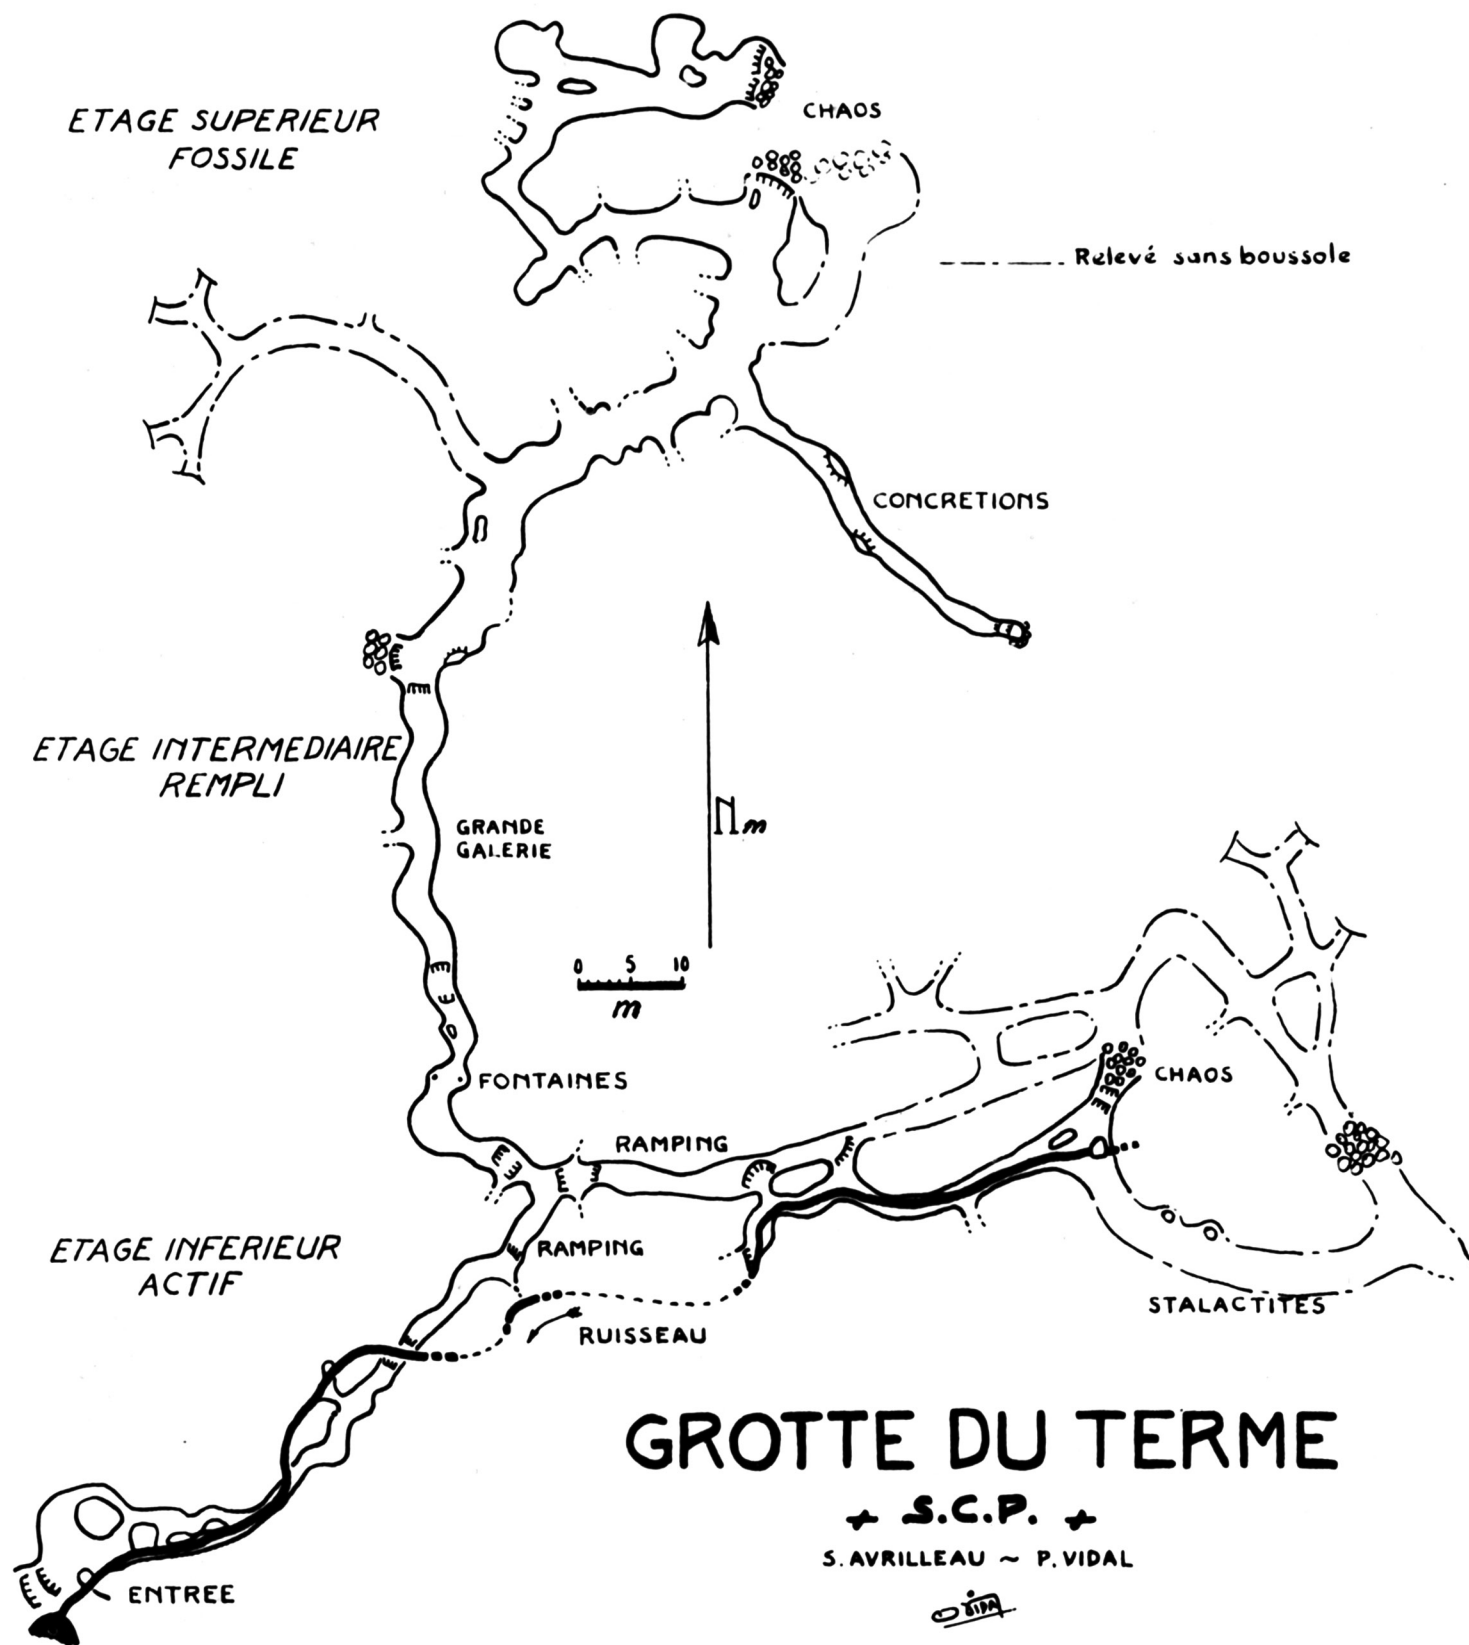 ETAGE SUPERIEUR
FOSSILE
CHAOS
Relevé sans boussole
CONCRETIONS
ETAGE INTERMEDIAIRE
REMPLI
GRANDE
GALERIE
Nm
0 5 10
m
FONTAINES
CHAOS
RAMPING
ETAGE INFERIEUR
ACTIF
RAMPING
STALACTITES
RUISSEAU
GROTTE DU TERME
+ S.C.P. +
S. AVRILLEAU ~ P. VIDAL
VIDAL
ENTREE